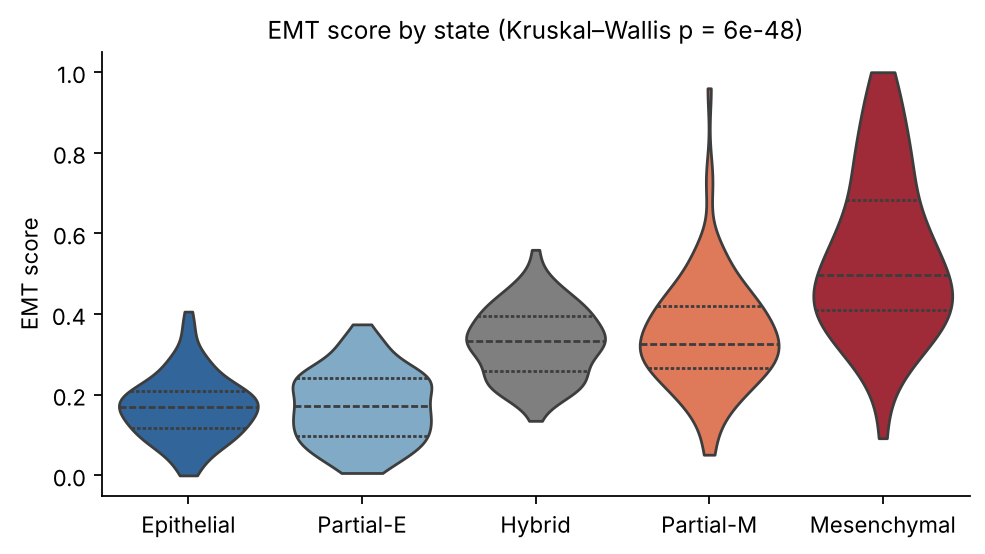 EMT score by state (Kruskal–Wallis p = 6e-48)
EMT score
1.0
0.8
0.6
0.4
0.2
0.0
Epithelial
Partial-E
Hybrid
Partial-M
Mesenchymal